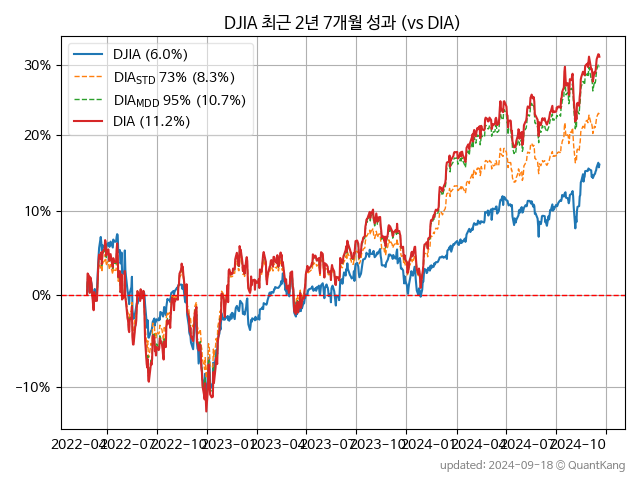 DJIA 최근 2년 7개월 성과 (vs DIA)
DJIA (6.0%)
DIA_STD 73% (8.3%)
DIA_MDD 95% (10.7%)
DIA (11.2%)
30%
20%
10%
0%
−10%
2022-04 2022-07 2022-10 2023-01 2023-04 2023-07 2023-10 2024-01 2024-04 2024-07 2024-10
updated: 2024-09-18 © QuantKang